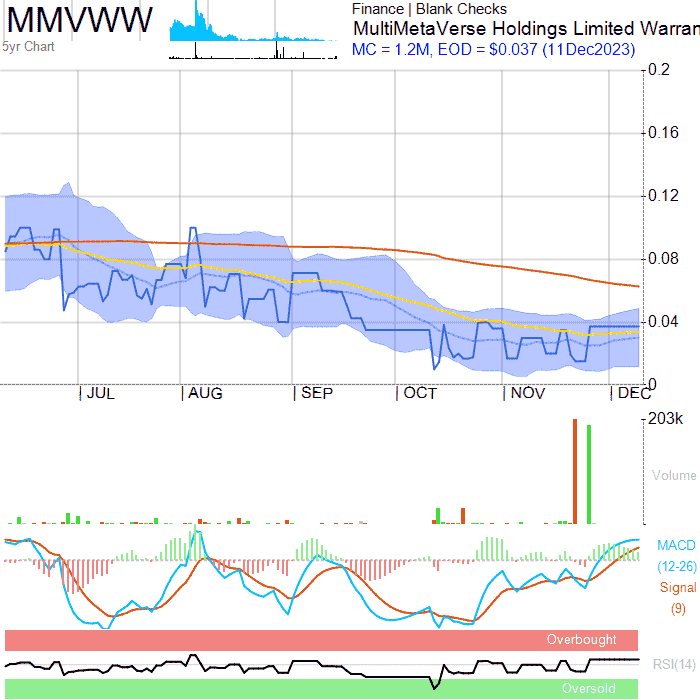 MMVWW
5yr Chart
Finance | Blank Checks
MultiMetaVerse Holdings Limited Warran
MC = 1.2M, EOD = $0.037 (11Dec2023)
0.2
0.16
0.12
0.08
0.04
0
| JUL | AUG | SEP | OCT | NOV | DEC
203k
Volume
MACD
(12-26)
Signal
(9)
Overbought
RSI(14)
Oversold